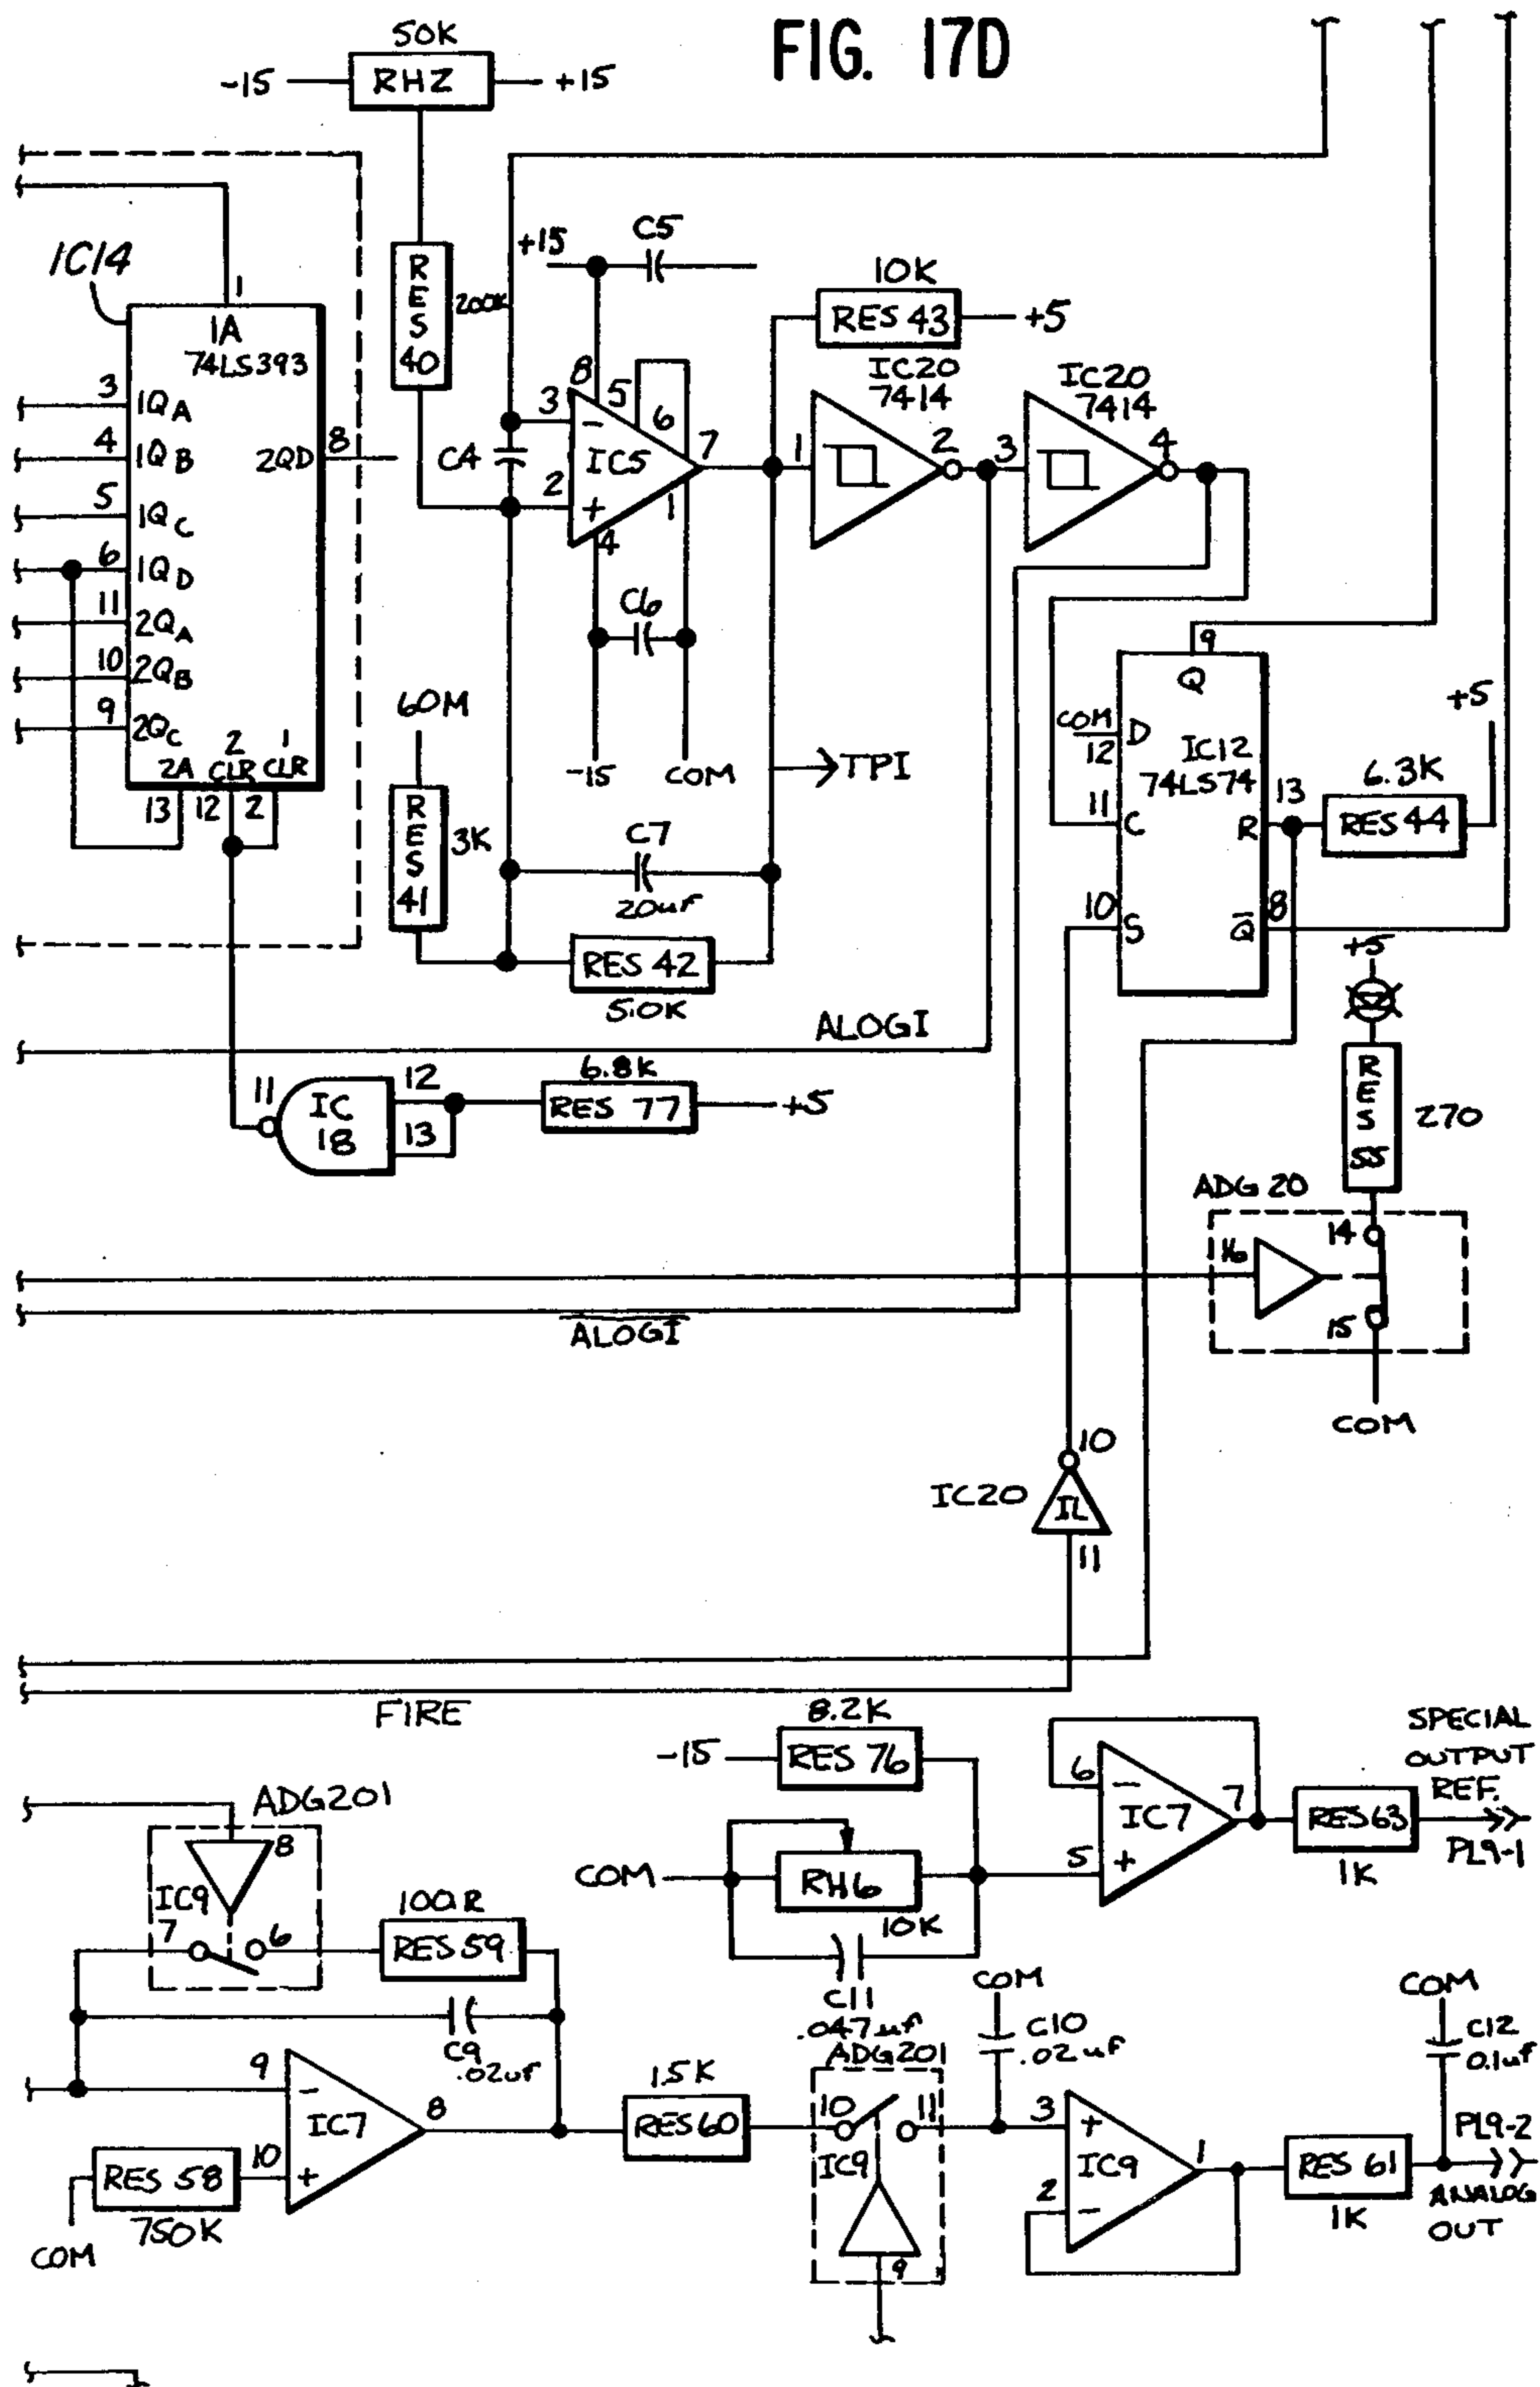 FIG. 17D
50K
-15 RHZ +15
IC14
1
1A
74LS393
3 1QA
4 1QB
2QD 8
5 1QC
6 1QD
11 2QA
10 2QB
9 2QC
2A 2 CLR 1 CLR
13 12 2
RES 40
200K
+15 C5
C4
8 5 6
3 -
IC5 7
2 +
4 1
C6
-15 COM
10K
RES 43 +5
IC20
7414
1 2
IC20
7414
3 4
TPI
60M
RES 41
3K
C7
20uf
RES 42
5.0K
9
Q
COM
12 D
IC12
74LS74
11 C
R 13
10 S
Q 8
+5
6.3K
RES 44
ALOGI
11 IC 18 12
13
6.8K
RES 77 +5
+5
RES 55
270
ADG 20
16 14
15
COM
ALOGI
10
IC20 IL
11
FIRE
8.2K
-15 RES 76
COM RH6
10K
C11
.047uf
6 -
IC7 7
5 +
RES 63
1K
SPECIAL
OUTPUT
REF.
PL9-1
ADG201
8
IC9
7 6
100R
RES 59
C9
.02uf
9 -
IC7 8
10 +
RES 58
750K
COM
1.5K
RES 60
ADG201
10 11
IC9
9
COM
C10
.02uf
3 +
IC9 1
2 -
RES 61
1K
COM
C12
0.1uf
PL9-2
ANALOG
OUT